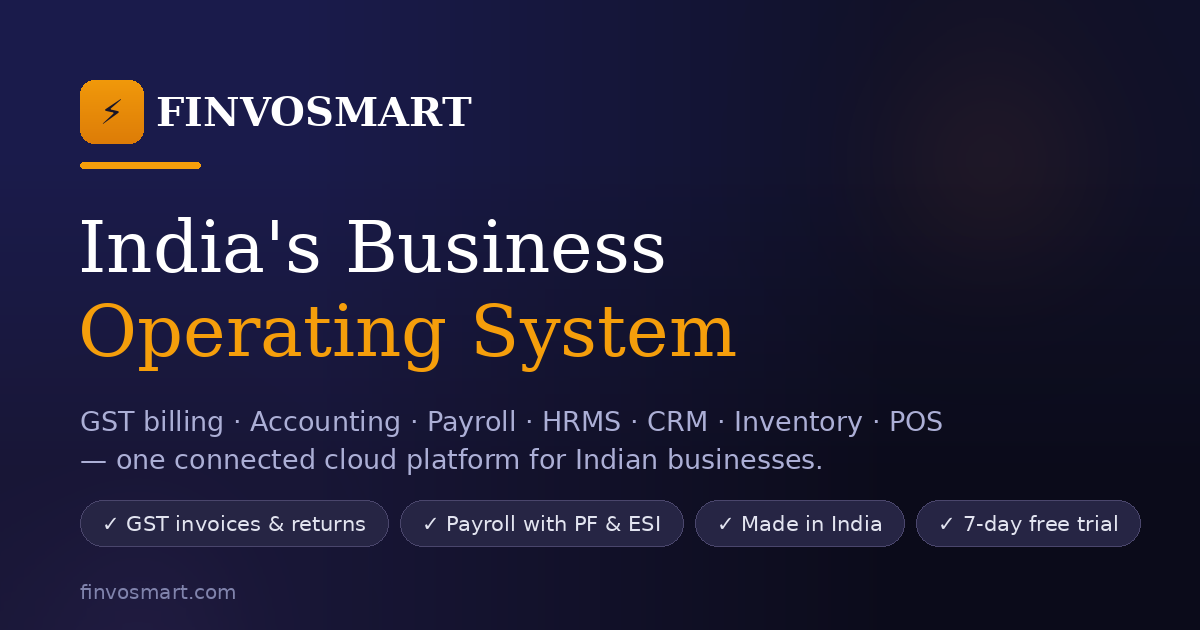 ⚡ FINVOSMART
India's Business
Operating System
GST billing · Accounting · Payroll · HRMS · CRM · Inventory · POS
— one connected cloud platform for Indian businesses.
✓ GST invoices & returns ✓ Payroll with PF & ESI ✓ Made in India ✓ 7-day free trial
finvosmart.com